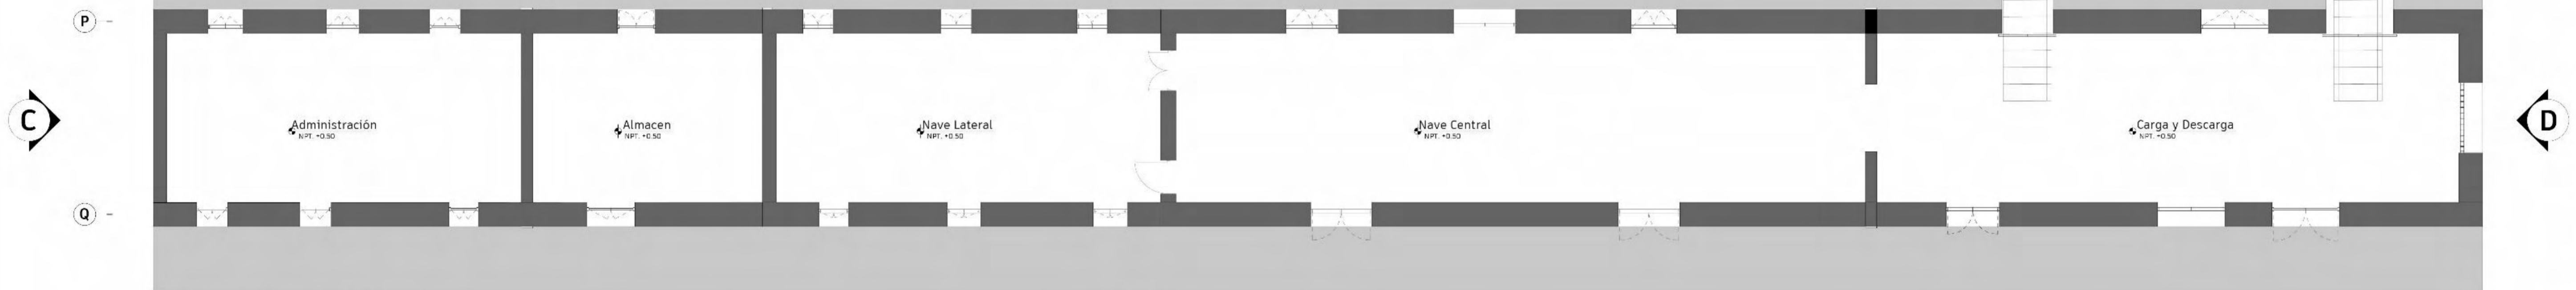 P
C
Administración
NPT. +0.50
Almacen
NPT. +0.50
Nave Lateral
NPT. +0.50
Nave Central
NPT. +0.50
Carga y Descarga
NPT. +0.50
D
Q